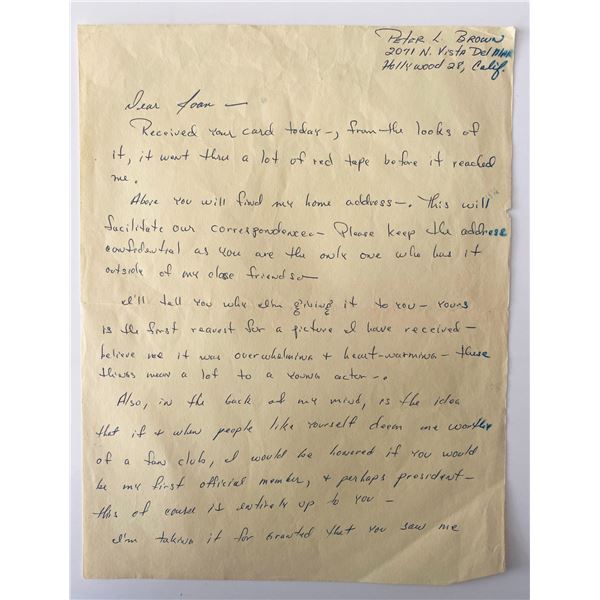 Peter L. Brown
2071 N. Vista Del Mar
Hollywood 28, Calif.
Dear Joan —
Received your card today —, from the looks of
it, it went thru a lot of red tape before it reached
me.
Above you will find my home address —. This will
facilitate our correspondence — Please keep the address
confidential as you are the only one who has it
outside of my close friends —
I'll tell you why I'm giving it to you — yours
is the first request for a picture I have received —
believe me it was overwhelming & heart-warming — these
things mean a lot to a young actor —.
Also, in the back of my mind, is the idea
that if & when people like yourself deem me worthy
of a fan club, I would be honored if you would
be my first official member, & perhaps president —
this of course is entirely up to you —
I'm taking it for granted that you saw me